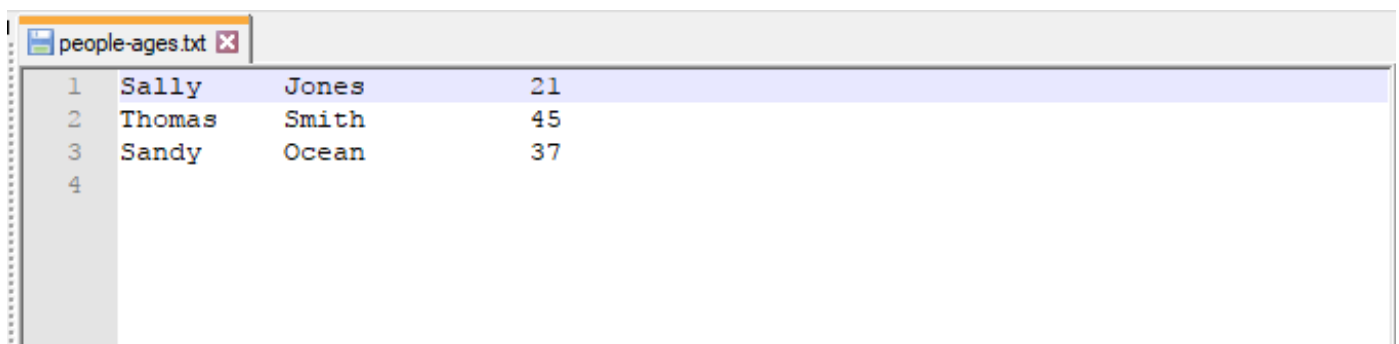 people-ages.txt
1 Sally Jones 21
2 Thomas Smith 45
3 Sandy Ocean 37
4